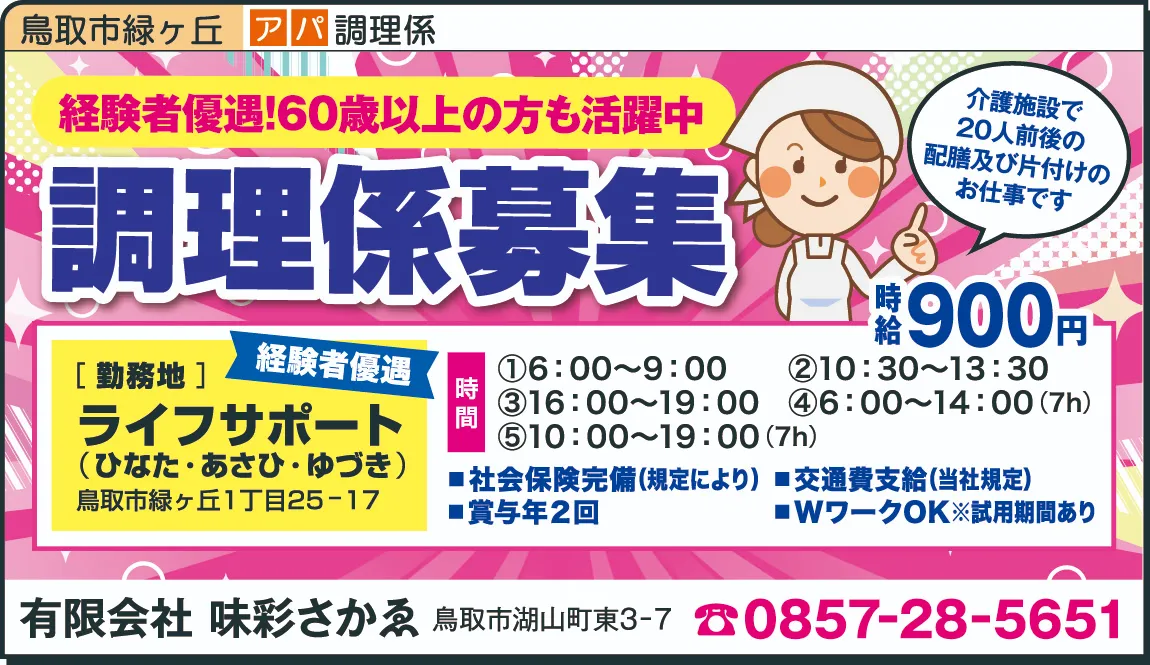 鳥取市緑ヶ丘 アパ 調理係
経験者優遇!60歳以上の方も活躍中
調理係募集
介護施設で
20人前後の
配膳及び片付けの
お仕事です
時給900円
[ 勤務地 ]
経験者優遇
ライフサポート
(ひなた・あさひ・ゆづき)
鳥取市緑ヶ丘1丁目25-17
時間
①6:00〜9:00 ②10:30〜13:30
③16:00〜19:00 ④6:00〜14:00(7h)
⑤10:00〜19:00(7h)
■社会保険完備(規定により) ■交通費支給(当社規定)
■賞与年2回 ■WワークOK※試用期間あり
有限会社 味彩さかゑ 鳥取市湖山町東3-7 ☎0857-28-5651